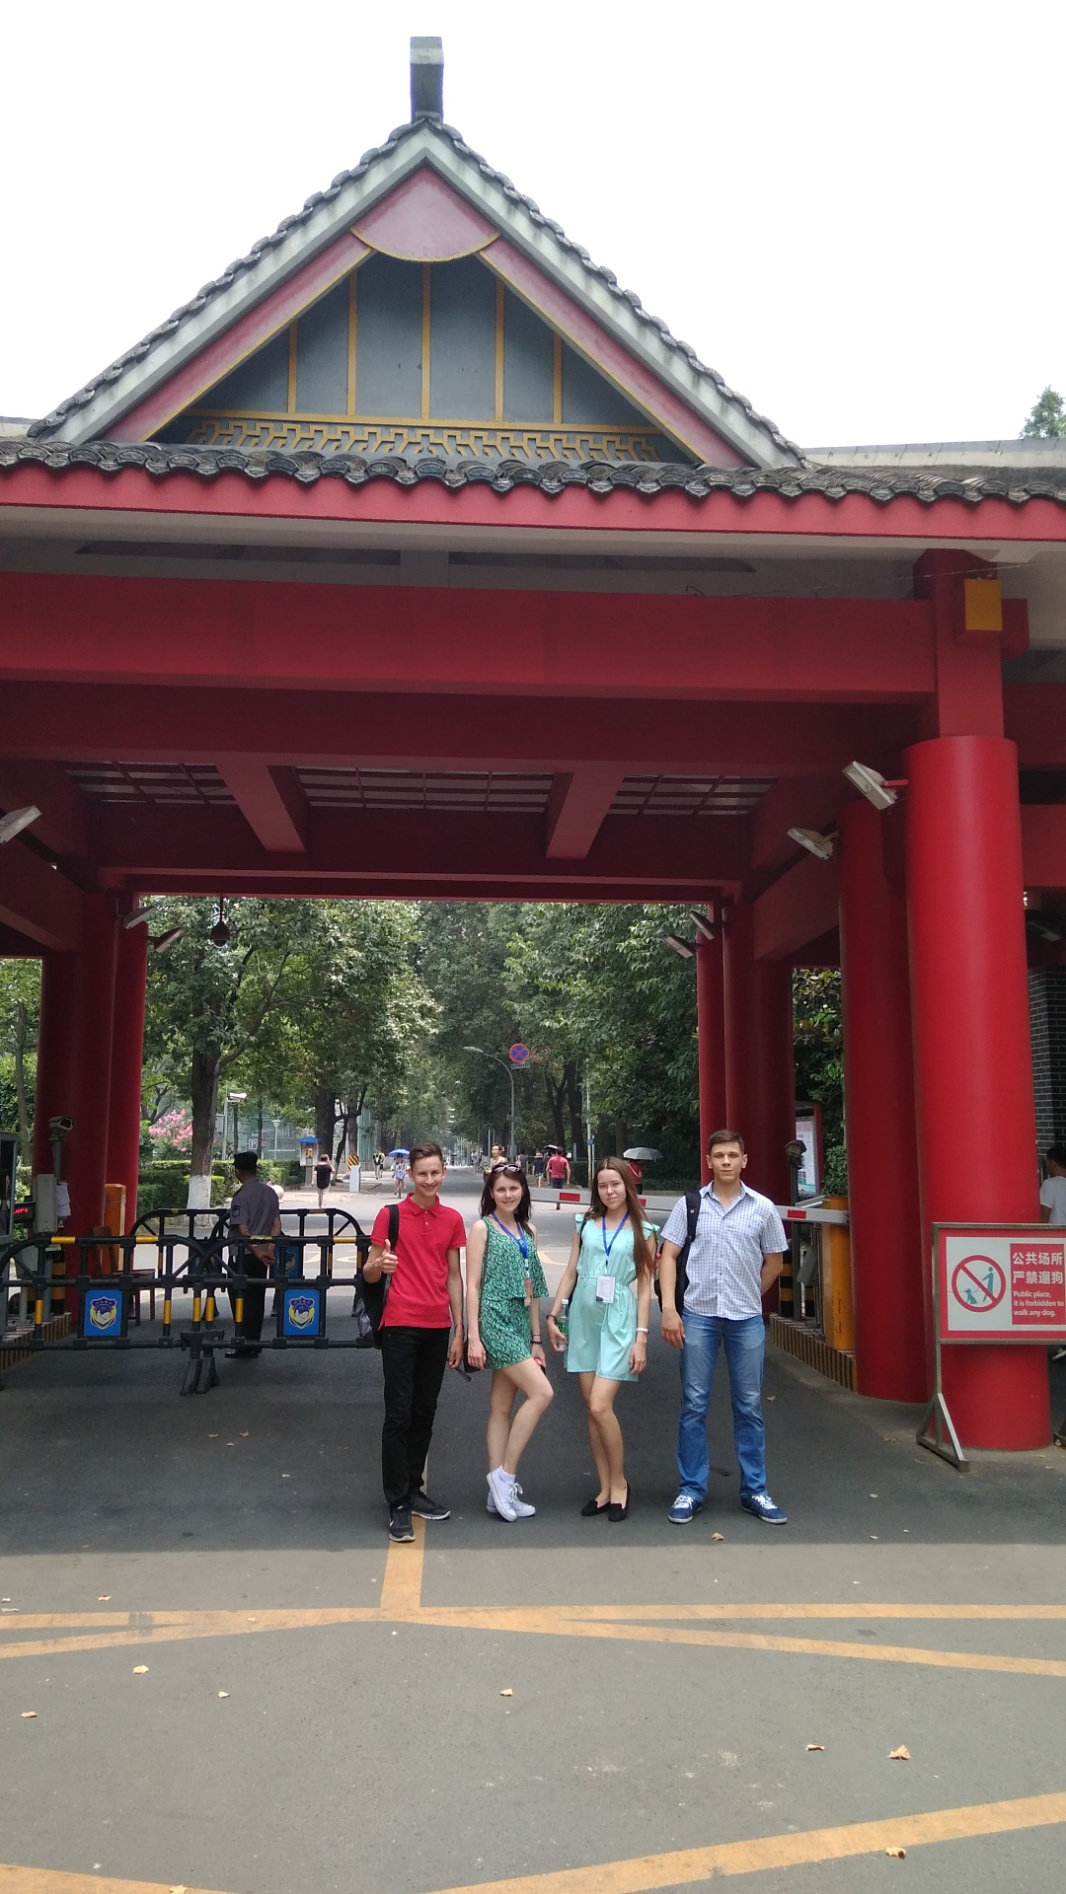 公共场所
严禁遛狗
Public place,
it is forbidden to
walk any dog.